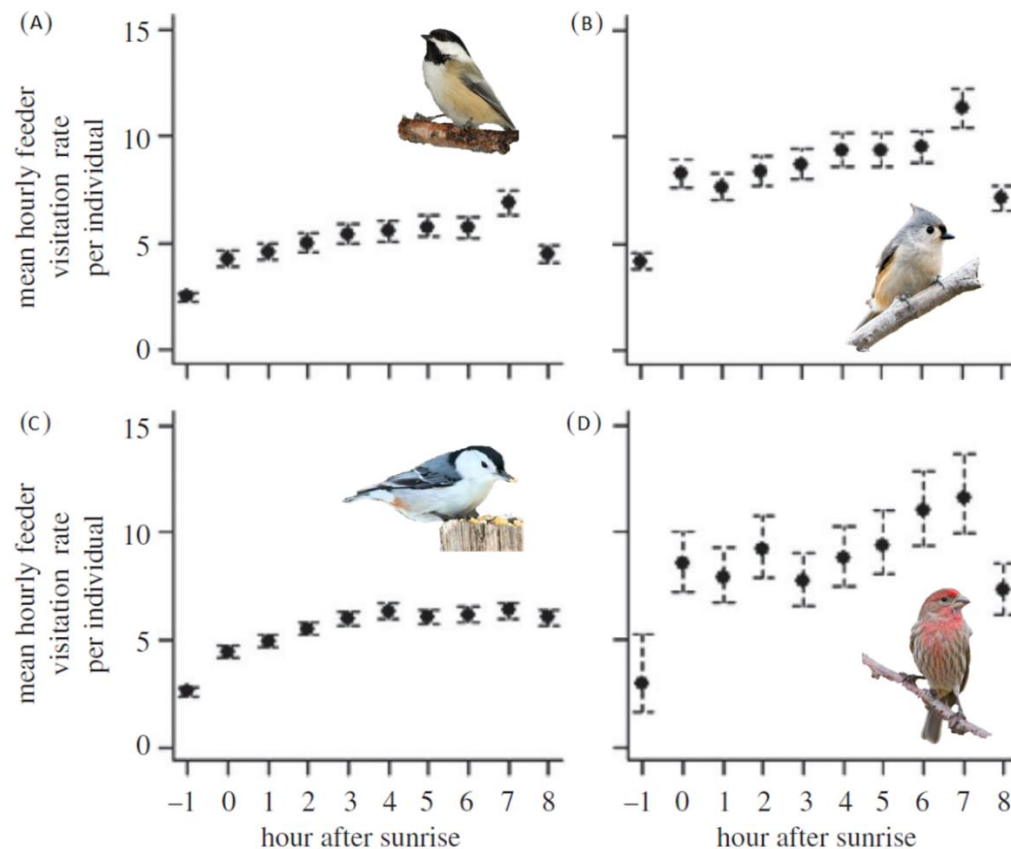 (A)
(B)
mean hourly feeder
visitation rate
per individual
15
10
5
0
(C)
(D)
mean hourly feeder
visitation rate
per individual
15
10
5
0
–1 0 1 2 3 4 5 6 7 8
hour after sunrise
–1 0 1 2 3 4 5 6 7 8
hour after sunrise